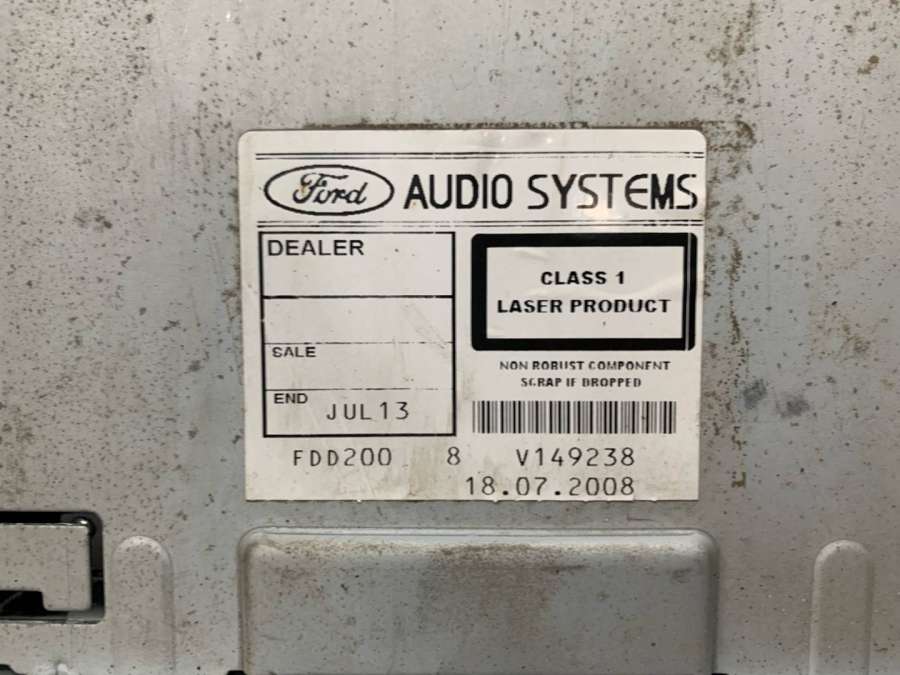 Ford AUDIO SYSTEMS
DEALER
CLASS 1
LASER PRODUCT
SALE
NON ROBUST COMPONENT
SCRAP IF DROPPED
END JUL13
FDD200 8 V149238
18.07.2008